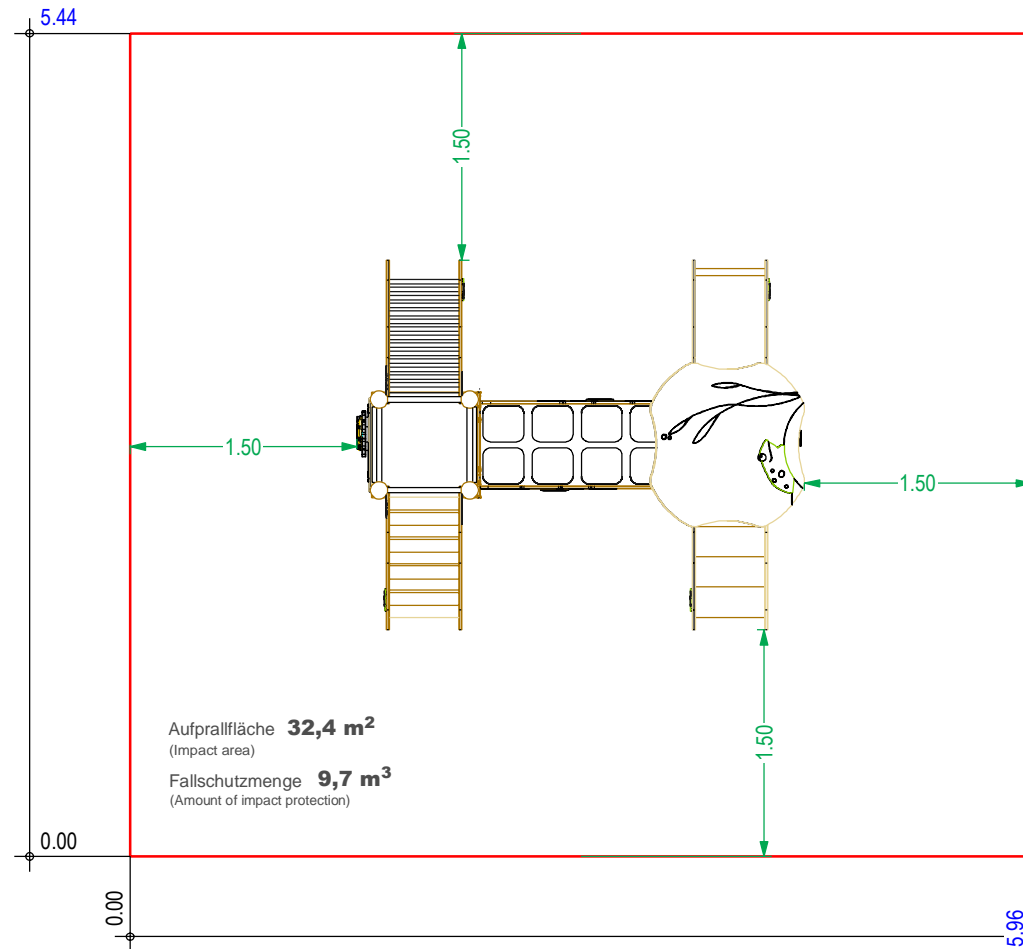 5.44
1.50
1.50
1.50
1.50
Aufprallfläche 32,4 m²
(Impact area)
Fallschutzmenge 9,7 m³
(Amount of impact protection)
0.00
0.00
5.96